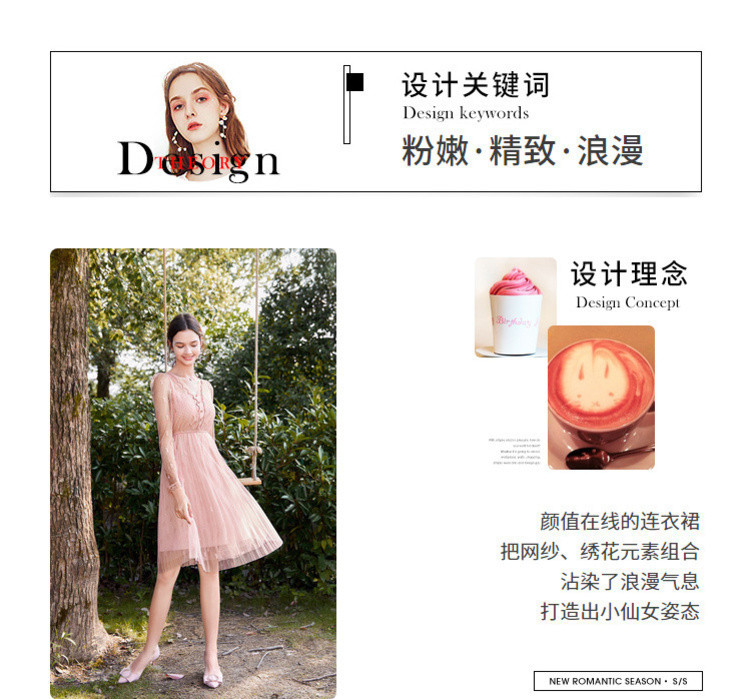 Design
THEORY
设计关键词
Design keywords
粉嫩·精致·浪漫
设计理念
Design Concept
Birthday
颜值在线的连衣裙
把网纱、绣花元素组合
沾染了浪漫气息
打造出小仙女姿态
NEW ROMANTIC SEASON · S/S